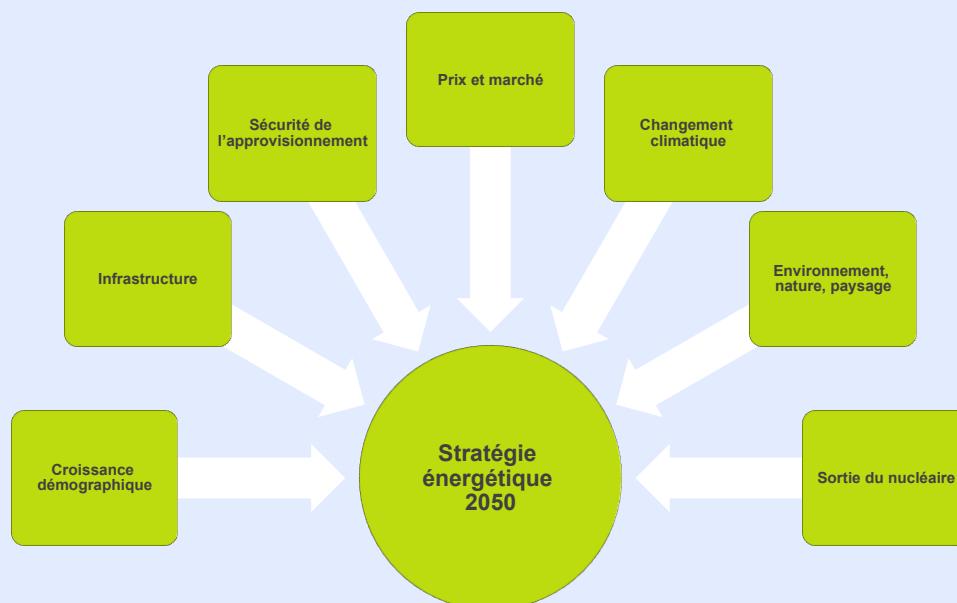 Prix et marché
Sécurité de
l'approvisionnement
Changement
climatique
Infrastructure
Environnement,
nature, paysage
Croissance
démographique
Stratégie
énergétique
2050
Sortie du nucléaire